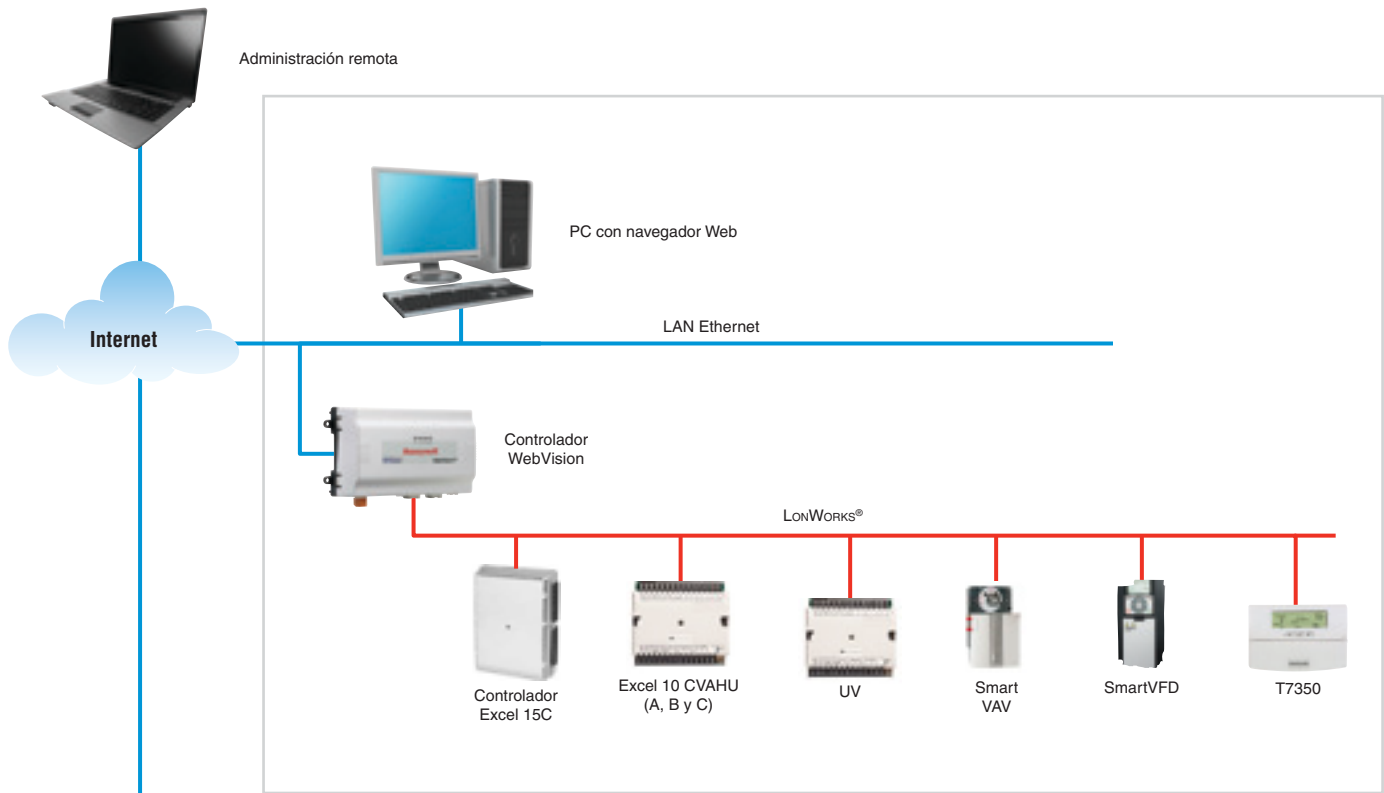 Administración remota
PC con navegador Web
LAN Ethernet
Internet
Honeywell
Controlador
WebVision
LONWORKS®
Controlador
Excel 15C
Excel 10 CVAHU
(A, B y C)
UV
Smart
VAV
SmartVFD
T7350